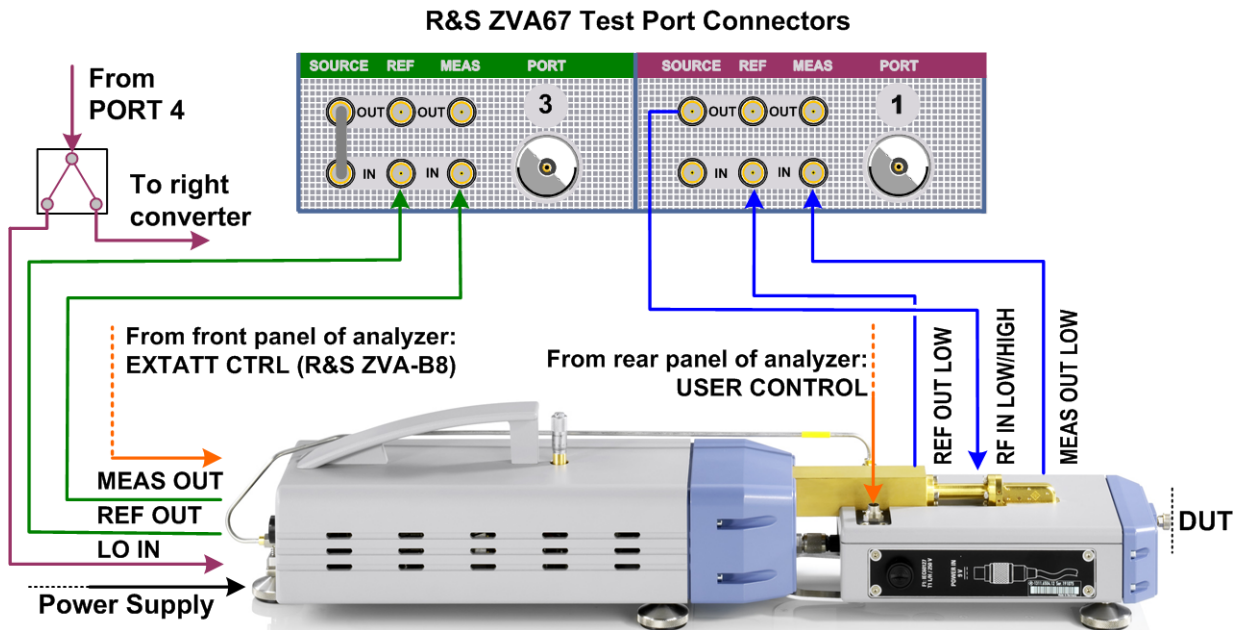 R&S ZVA67 Test Port Connectors
SOURCE REF MEAS PORT
SOURCE REF MEAS PORT
OUT OUT 3
OUT OUT 1
IN IN
IN IN
From
PORT 4
To right
converter
From front panel of analyzer:
EXTATT CTRL (R&S ZVA-B8)
From rear panel of analyzer:
USER CONTROL
REF OUT LOW
RF IN LOW/HIGH
MEAS OUT LOW
MEAS OUT
REF OUT
LO IN
Power Supply
DUT
POWER IN